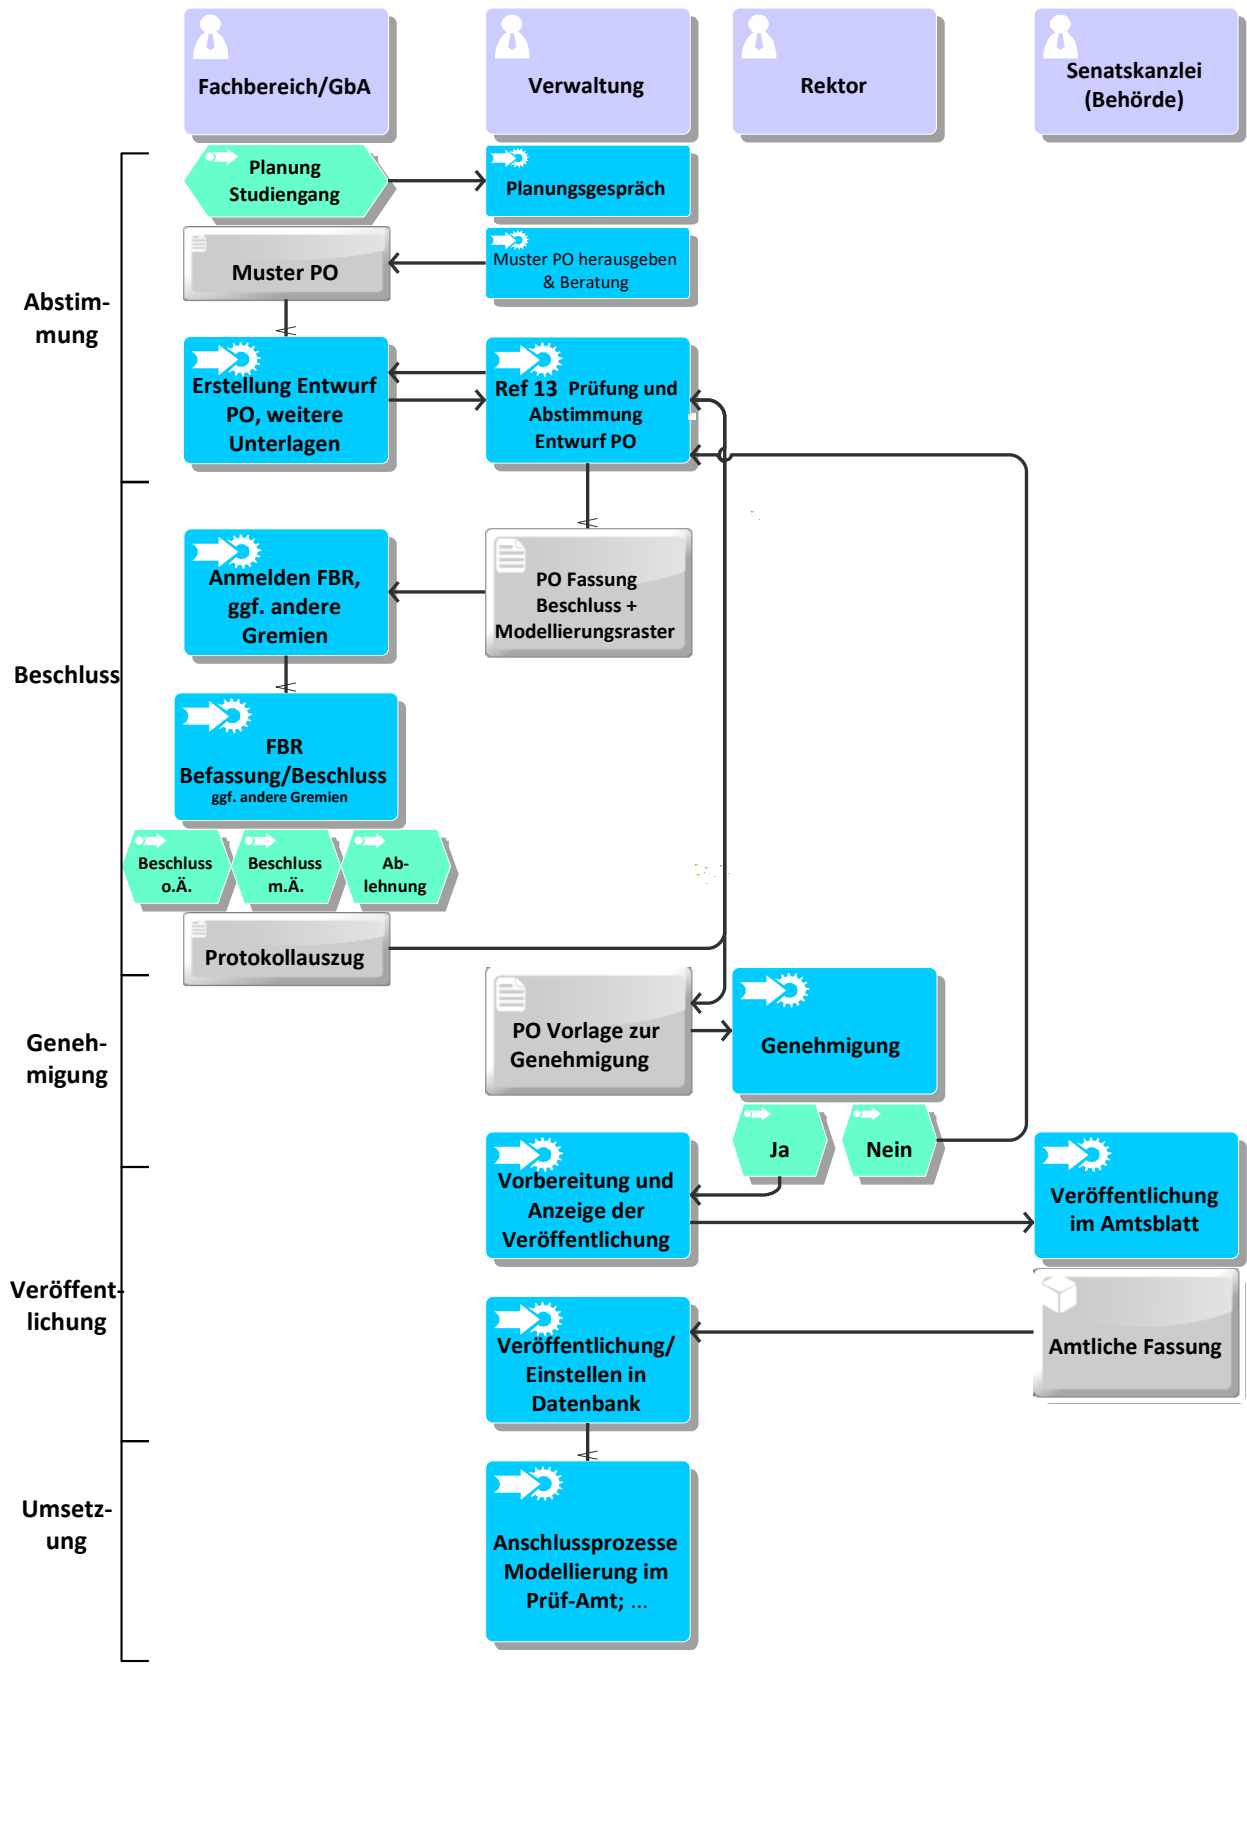 Fachbereich/GbA
Verwaltung
Rektor
Senatskanzlei
(Behörde)
Abstim-
mung
Planung
Studiengang
Planungsgespräch
Muster PO
Muster PO herausgeben
& Beratung
Erstellung Entwurf
PO, weitere
Unterlagen
Ref 13 Prüfung und
Abstimmung
Entwurf PO
Beschluss
Anmelden FBR,
ggf. andere
Gremien
PO Fassung
Beschluss +
Modellierungsraster
FBR
Befassung/Beschluss
ggf. andere Gremien
Beschluss
o.Ä.
Beschluss
m.Ä.
Ab-
lehnung
Protokollauszug
Geneh-
migung
PO Vorlage zur
Genehmigung
Genehmigung
Ja
Nein
Veröffent-
lichung
Vorbereitung und
Anzeige der
Veröffentlichung
Veröffentlichung
im Amtsblatt
Veröffentlichung/
Einstellen in
Datenbank
Amtliche Fassung
Umsetz-
ung
Anschlussprozesse
Modellierung im
Prüf-Amt; ...